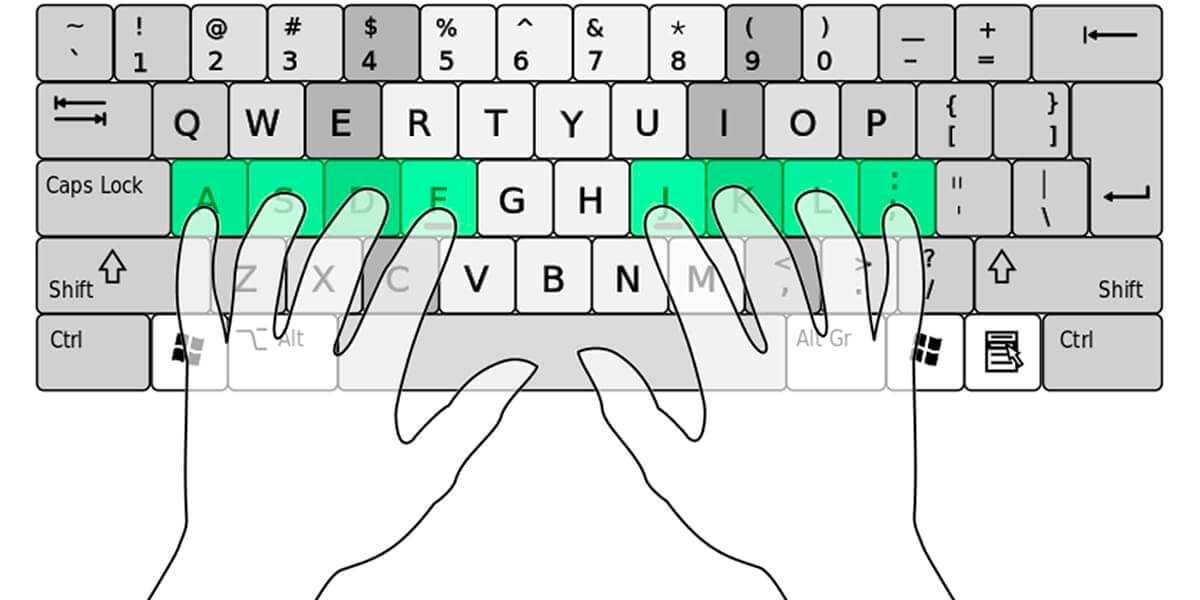 ~ ! @ # $ % ^ & * ( ) _ +
` 1 2 3 4 5 6 7 8 9 0 - =
Q W E R T Y U I O P { }
[ ]
Caps Lock A S D F G H J K L : " |
; ' \
Shift Z X C V B N M < > ? Shift
, . /
Ctrl Alt Alt Gr Ctrl